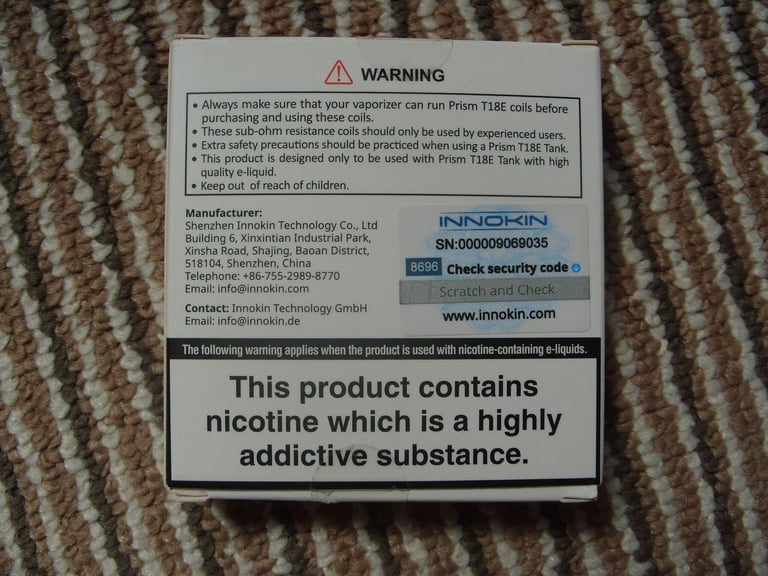 WARNING
• Always make sure that your vaporizer can run Prism T18E coils before
purchasing and using these coils.
• These sub-ohm resistance coils should only be used by experienced users.
• Extra safety precautions should be practiced when using a Prism T18E Tank.
• This product is designed only to be used with Prism T18E Tank with high
quality e-liquid.
• Keep out of reach of children.
Manufacturer:
Shenzhen Innokin Technology Co., Ltd
Building 6, Xinxintian Industrial Park,
Xinsha Road, Shajing, Baoan District,
518104, Shenzhen, China
Telephone: +86-755-2989-8770
Email: info@innokin.com
Contact: Innokin Technology GmbH
Email: info@innokin.de
INNOKIN
SN:000009069035
8696 Check security code
Scratch and Check
www.innokin.com
The following warning applies when the product is used with nicotine-containing e-liquids.
This product contains
nicotine which is a highly
addictive substance.